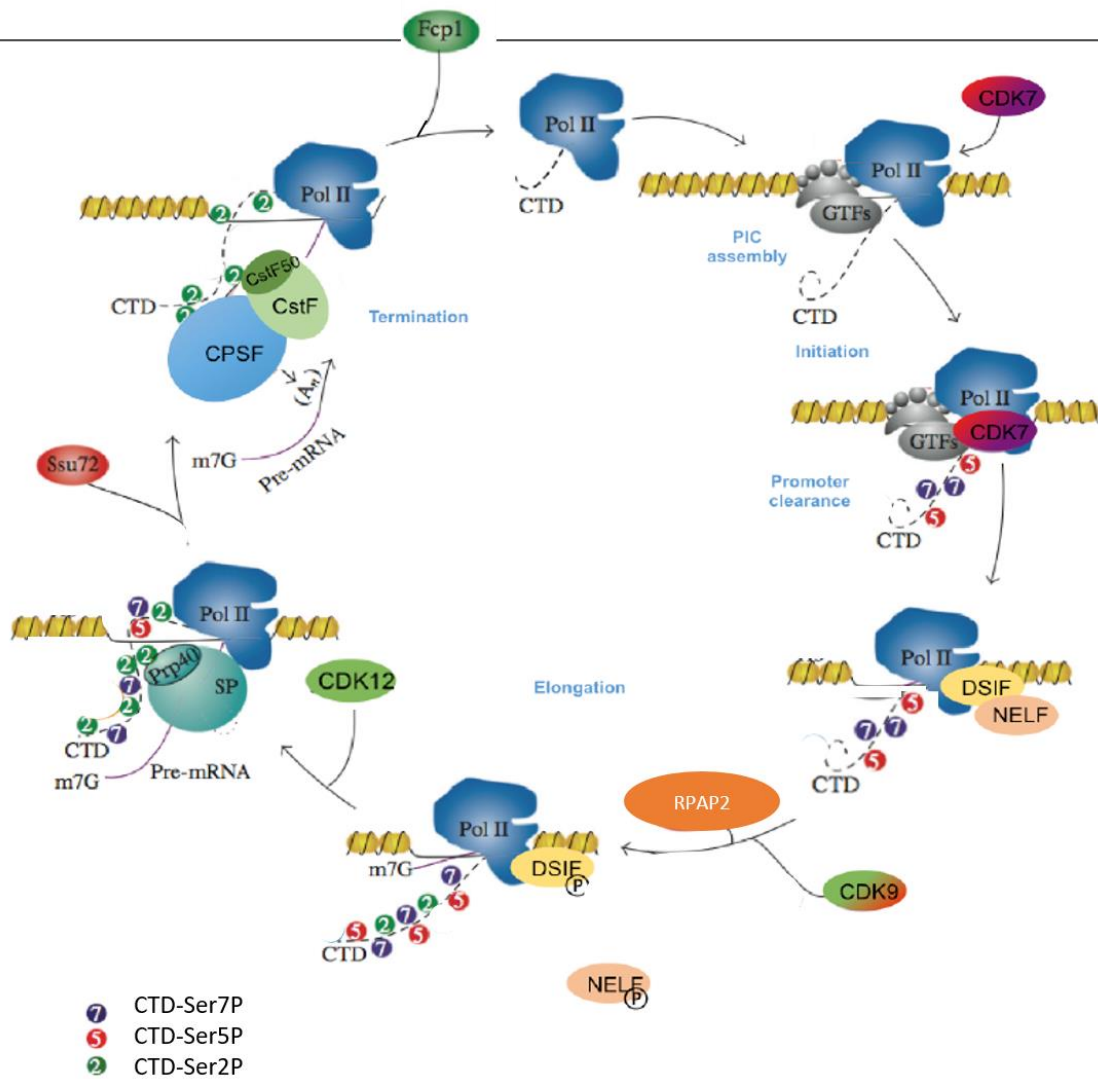 Fcp1
Pol II
CTD
CDK7
Pol II
GTFs
PIC
assembly
CTD
Initiation
Pol II
GTFs
CDK7
5
7
7
5
Promoter
clearance
CTD
Pol II
DSIF
NELF
5
7
7
5
CTD
RPAP2
CDK9
Elongation
Pol II
m7G
DSIF
P
7
5
2
7
5
2
5
7
CTD
NELF
P
CDK12
Pol II
7
2
5
2
2
Prp40
SP
7
2
2
7
CTD
m7G
Pre-mRNA
Ssu72
Pol II
2
2
2
CstF50
CstF
CTD
2
2
CPSF
(An)
m7G
Pre-mRNA
Termination
7 CTD-Ser7P
5 CTD-Ser5P
2 CTD-Ser2P